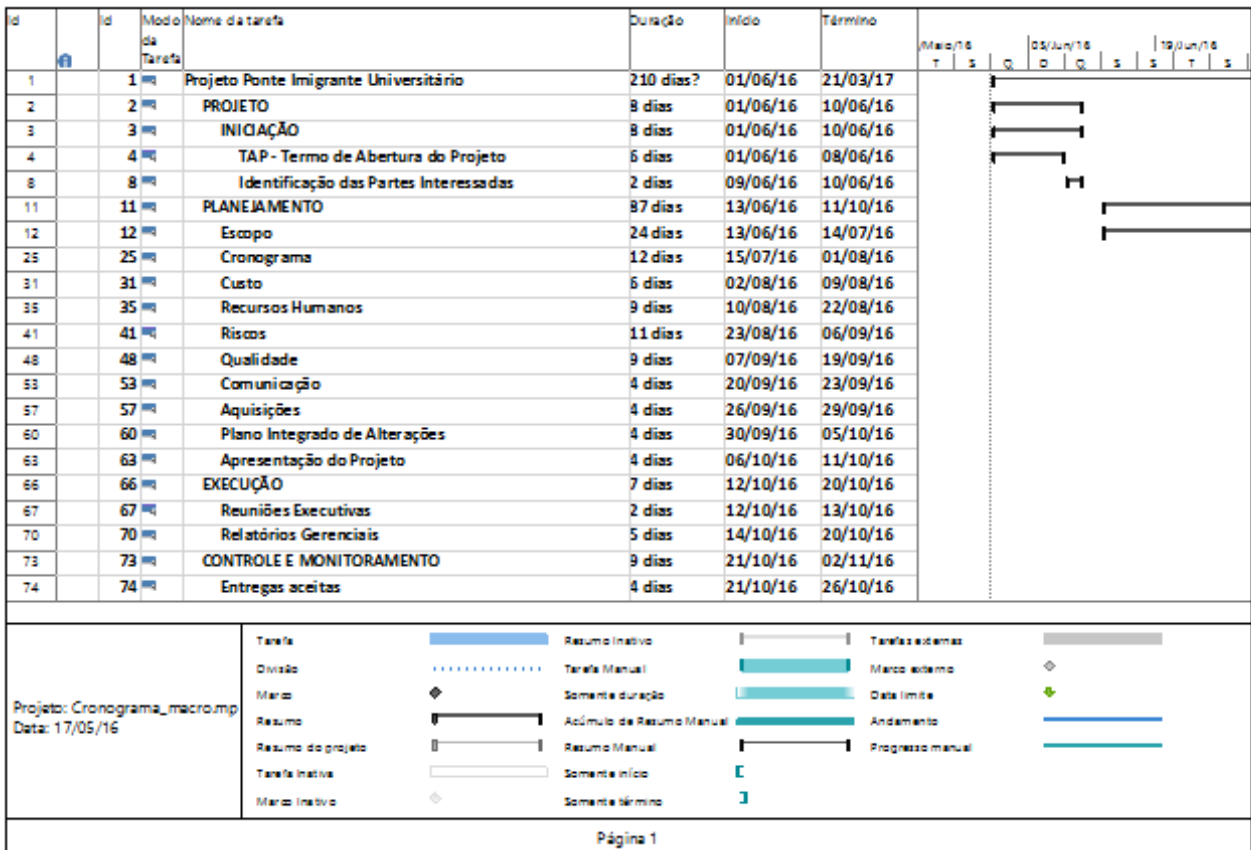 Id Id Modo da Tarefa Nome da tarefa Duração Início Término
/Maio/16 05/Jun/16 19/Jun/16
T S Q D Q S S T S
1 1 Projeto Ponte Imigrante Universitário 210 dias? 01/06/16 21/03/17
2 2 PROJETO 8 dias 01/06/16 10/06/16
3 3 INICIAÇÃO 8 dias 01/06/16 10/06/16
4 4 TAP - Termo de Abertura do Projeto 6 dias 01/06/16 08/06/16
8 8 Identificação das Partes Interessadas 2 dias 09/06/16 10/06/16
11 11 PLANEJAMENTO 87 dias 13/06/16 11/10/16
12 12 Escopo 24 dias 13/06/16 14/07/16
25 25 Cronograma 12 dias 15/07/16 01/08/16
31 31 Custo 6 dias 02/08/16 09/08/16
35 35 Recursos Humanos 9 dias 10/08/16 22/08/16
41 41 Riscos 11 dias 23/08/16 06/09/16
48 48 Qualidade 9 dias 07/09/16 19/09/16
53 53 Comunicação 4 dias 20/09/16 23/09/16
57 57 Aquisições 4 dias 26/09/16 29/09/16
60 60 Plano Integrado de Alterações 4 dias 30/09/16 05/10/16
63 63 Apresentação do Projeto 4 dias 06/10/16 11/10/16
66 66 EXECUÇÃO 7 dias 12/10/16 20/10/16
67 67 Reuniões Executivas 2 dias 12/10/16 13/10/16
70 70 Relatórios Gerenciais 5 dias 14/10/16 20/10/16
73 73 CONTROLE E MONITORAMENTO 9 dias 21/10/16 02/11/16
74 74 Entregas aceitas 4 dias 21/10/16 26/10/16
Projeto: Cronograma_macro.mp
Data: 17/05/16
Tarefa Resumo Inativo Tarefas externas
Divisão Tarefa Manual Marco externo
Marco Somente duração Data limite
Resumo Acúmulo de Resumo Manual Andamento
Resumo do projeto Resumo Manual Progresso manual
Tarefa Inativa Somente início
Marco Inativo Somente término
Página 1